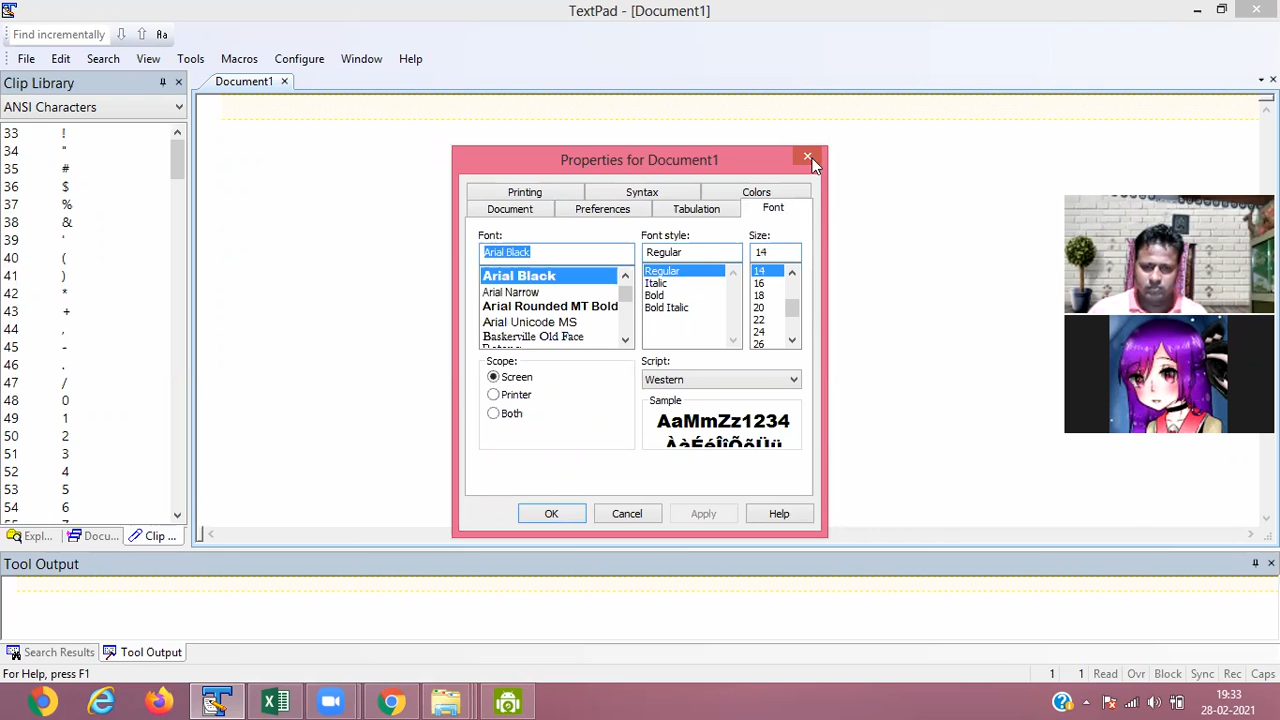 TextPad - [Document1]
Find incrementally Aa
File Edit Search View Tools Macros Configure Window Help
Clip Library
Document1
ANSI Characters
33 !
34 "
35 #
36 $
37 %
38 &
39 '
40 (
41 )
42 *
43 +
44 ,
45 -
46 .
47 /
48 0
49 1
50 2
51 3
52 4
53 5
54 6
Expl... Docu... Clip ...
Properties for Document1
Printing Syntax Colors
Document Preferences Tabulation Font
Font: Font style: Size:
Arial Black Regular 14
Arial Black Regular 14
Arial Narrow Italic 16
Arial Rounded MT Bold Bold 18
Arial Unicode MS Bold Italic 20
Baskerville Old Face 22
24
26
Scope: Script:
Screen Western
Printer
Both
Sample
AaMmZz1234
ÀàÉéÎîÕõÜü
OK Cancel Apply Help
Tool Output
Search Results Tool Output
For Help, press F1
1 1 Read Ovr Block Sync Rec Caps
19:33
28-02-2021